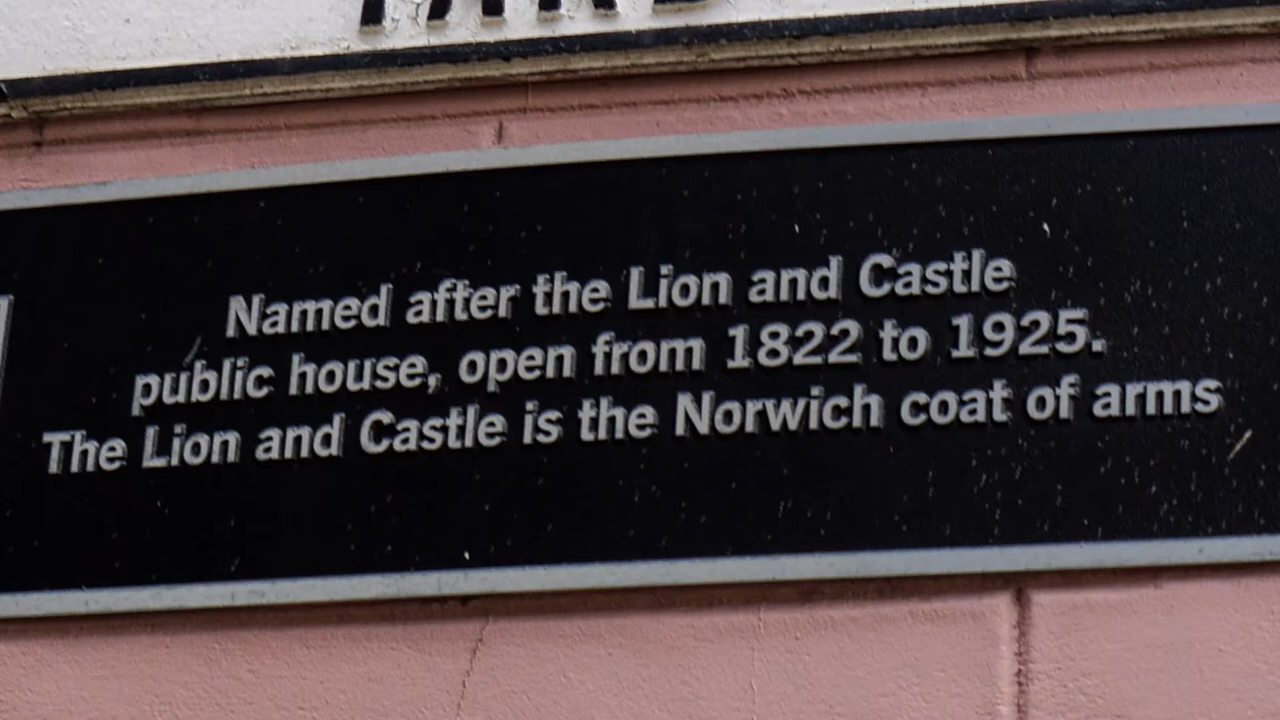 Named after the Lion and Castle
public house, open from 1822 to 1925.
The Lion and Castle is the Norwich coat of arms